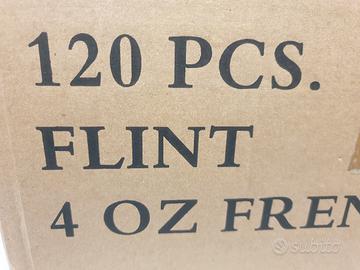 120 PCS.
FLINT
4 OZ FREN
subito